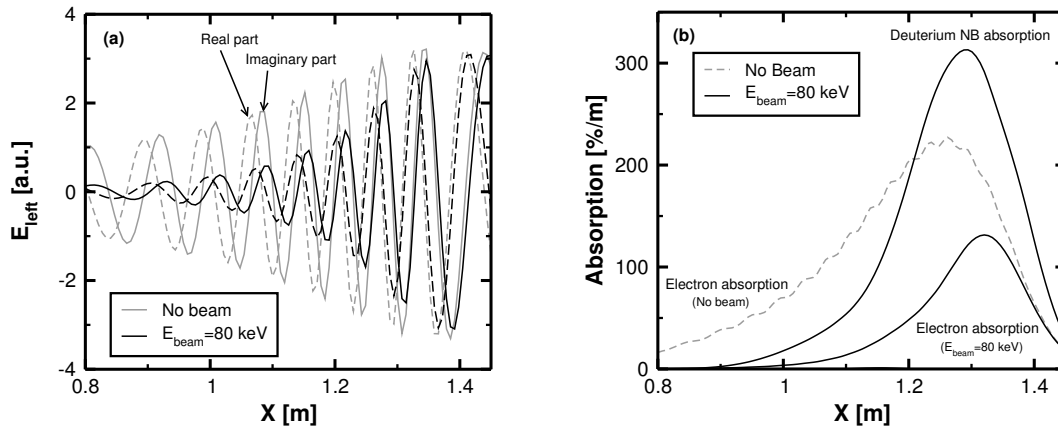 (a)
Real part
Imaginary part
E_left [a.u.]
4
2
0
-2
-4
No beam
E_beam=80 keV
0.8
1
1.2
1.4
X [m]
(b)
Deuterium NB absorption
No Beam
E_beam=80 keV
Absorption [%/m]
300
200
100
0
Electron absorption
(No beam)
Electron absorption
(E_beam=80 keV)
0.8
1
1.2
1.4
X [m]